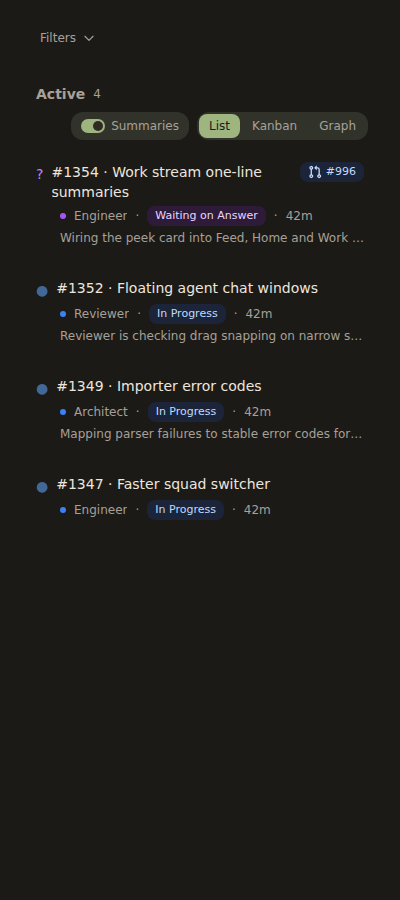 Filters
Active 4
Summaries List Kanban Graph
? #1354 · Work stream one-line #996
summaries
Engineer · Waiting on Answer · 42m
Wiring the peek card into Feed, Home and Work ...
#1352 · Floating agent chat windows
Reviewer · In Progress · 42m
Reviewer is checking drag snapping on narrow s...
#1349 · Importer error codes
Architect · In Progress · 42m
Mapping parser failures to stable error codes for...
#1347 · Faster squad switcher
Engineer · In Progress · 42m